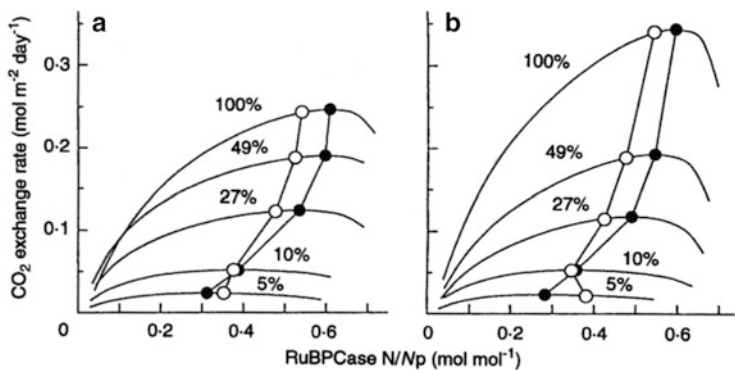 a
b
CO₂ exchange rate (mol m⁻² day⁻¹)
0·3
0·2
0·1
0
100%
49%
27%
10%
5%
100%
49%
27%
10%
5%
0 0·2 0·4 0·6
0 0·2 0·4 0·6
RuBPCase N/Np (mol mol⁻¹)